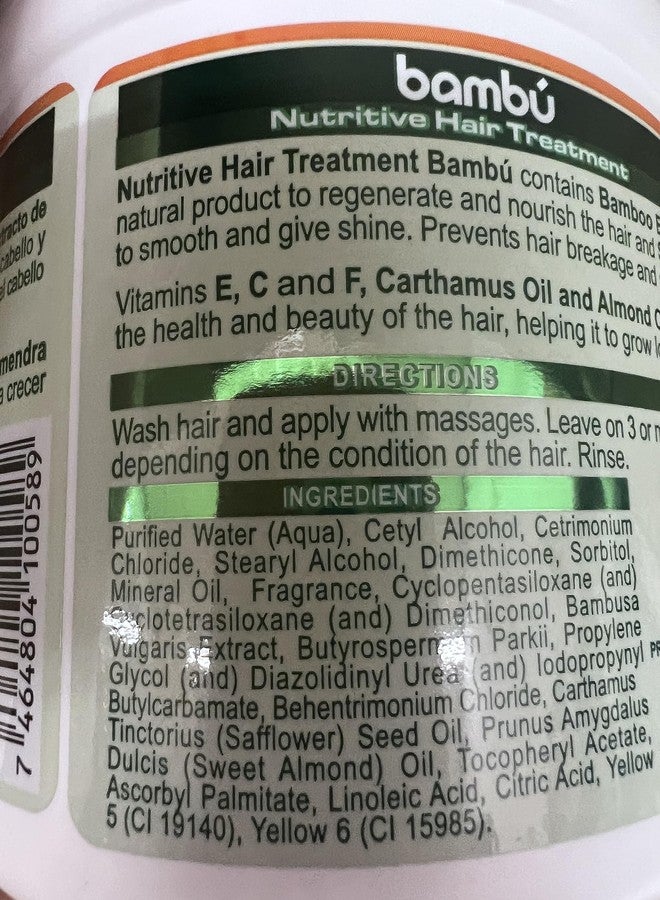 bambú
Nutritive Hair Treatment
Nutritive Hair Treatment Bambú contains Bamboo E
natural product to regenerate and nourish the hair and
to smooth and give shine. Prevents hair breakage and
Vitamins E, C and F, Carthamus Oil and Almond O
the health and beauty of the hair, helping it to grow
DIRECTIONS
Wash hair and apply with massages. Leave on 3 or
depending on the condition of the hair. Rinse.
INGREDIENTS
Purified Water (Aqua), Cetyl Alcohol, Cetrimonium
Chloride, Stearyl Alcohol, Dimethicone, Sorbitol,
Mineral Oil, Fragrance, Cyclopentasiloxane (and)
Cyclotetrasiloxane (and) Dimethiconol, Bambusa
Vulgaris Extract, Butyrospermum Parkii, Propylene
Glycol (and) Diazolidinyl Urea (and) Iodopropynyl
Butylcarbamate, Behentrimonium Chloride, Carthamus
Tinctorius (Safflower) Seed Oil, Prunus Amygdalus
Dulcis (Sweet Almond) Oil, Tocopheryl Acetate,
Ascorbyl Palmitate, Linoleic Acid, Citric Acid, Yellow
5 (CI 19140), Yellow 6 (CI 15985).
PR
racto de
cabello y
el cabello
mendra
a crecer
7 464804 100589